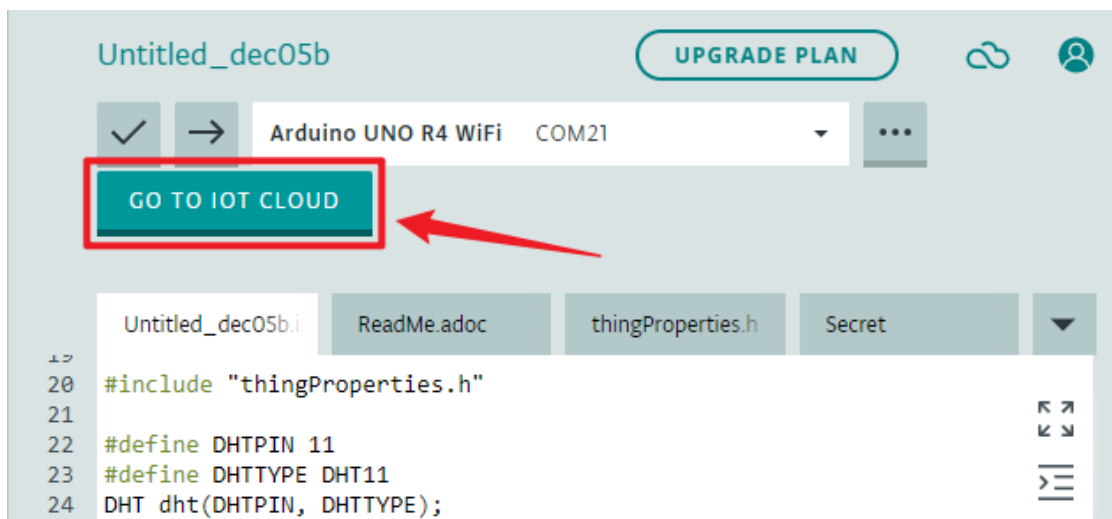 Untitled_dec05b UPGRADE PLAN
Arduino UNO R4 WiFi COM21
GO TO IOT CLOUD
Untitled_dec05b.i ReadMe.adoc thingProperties.h Secret
19
20 #include "thingProperties.h"
21
22 #define DHTPIN 11
23 #define DHTTYPE DHT11
24 DHT dht(DHTPIN, DHTTYPE);